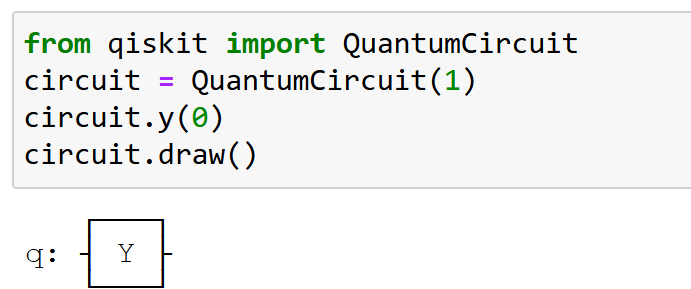 from qiskit import QuantumCircuit
circuit = QuantumCircuit(1)
circuit.y(0)
circuit.draw()
q: Y